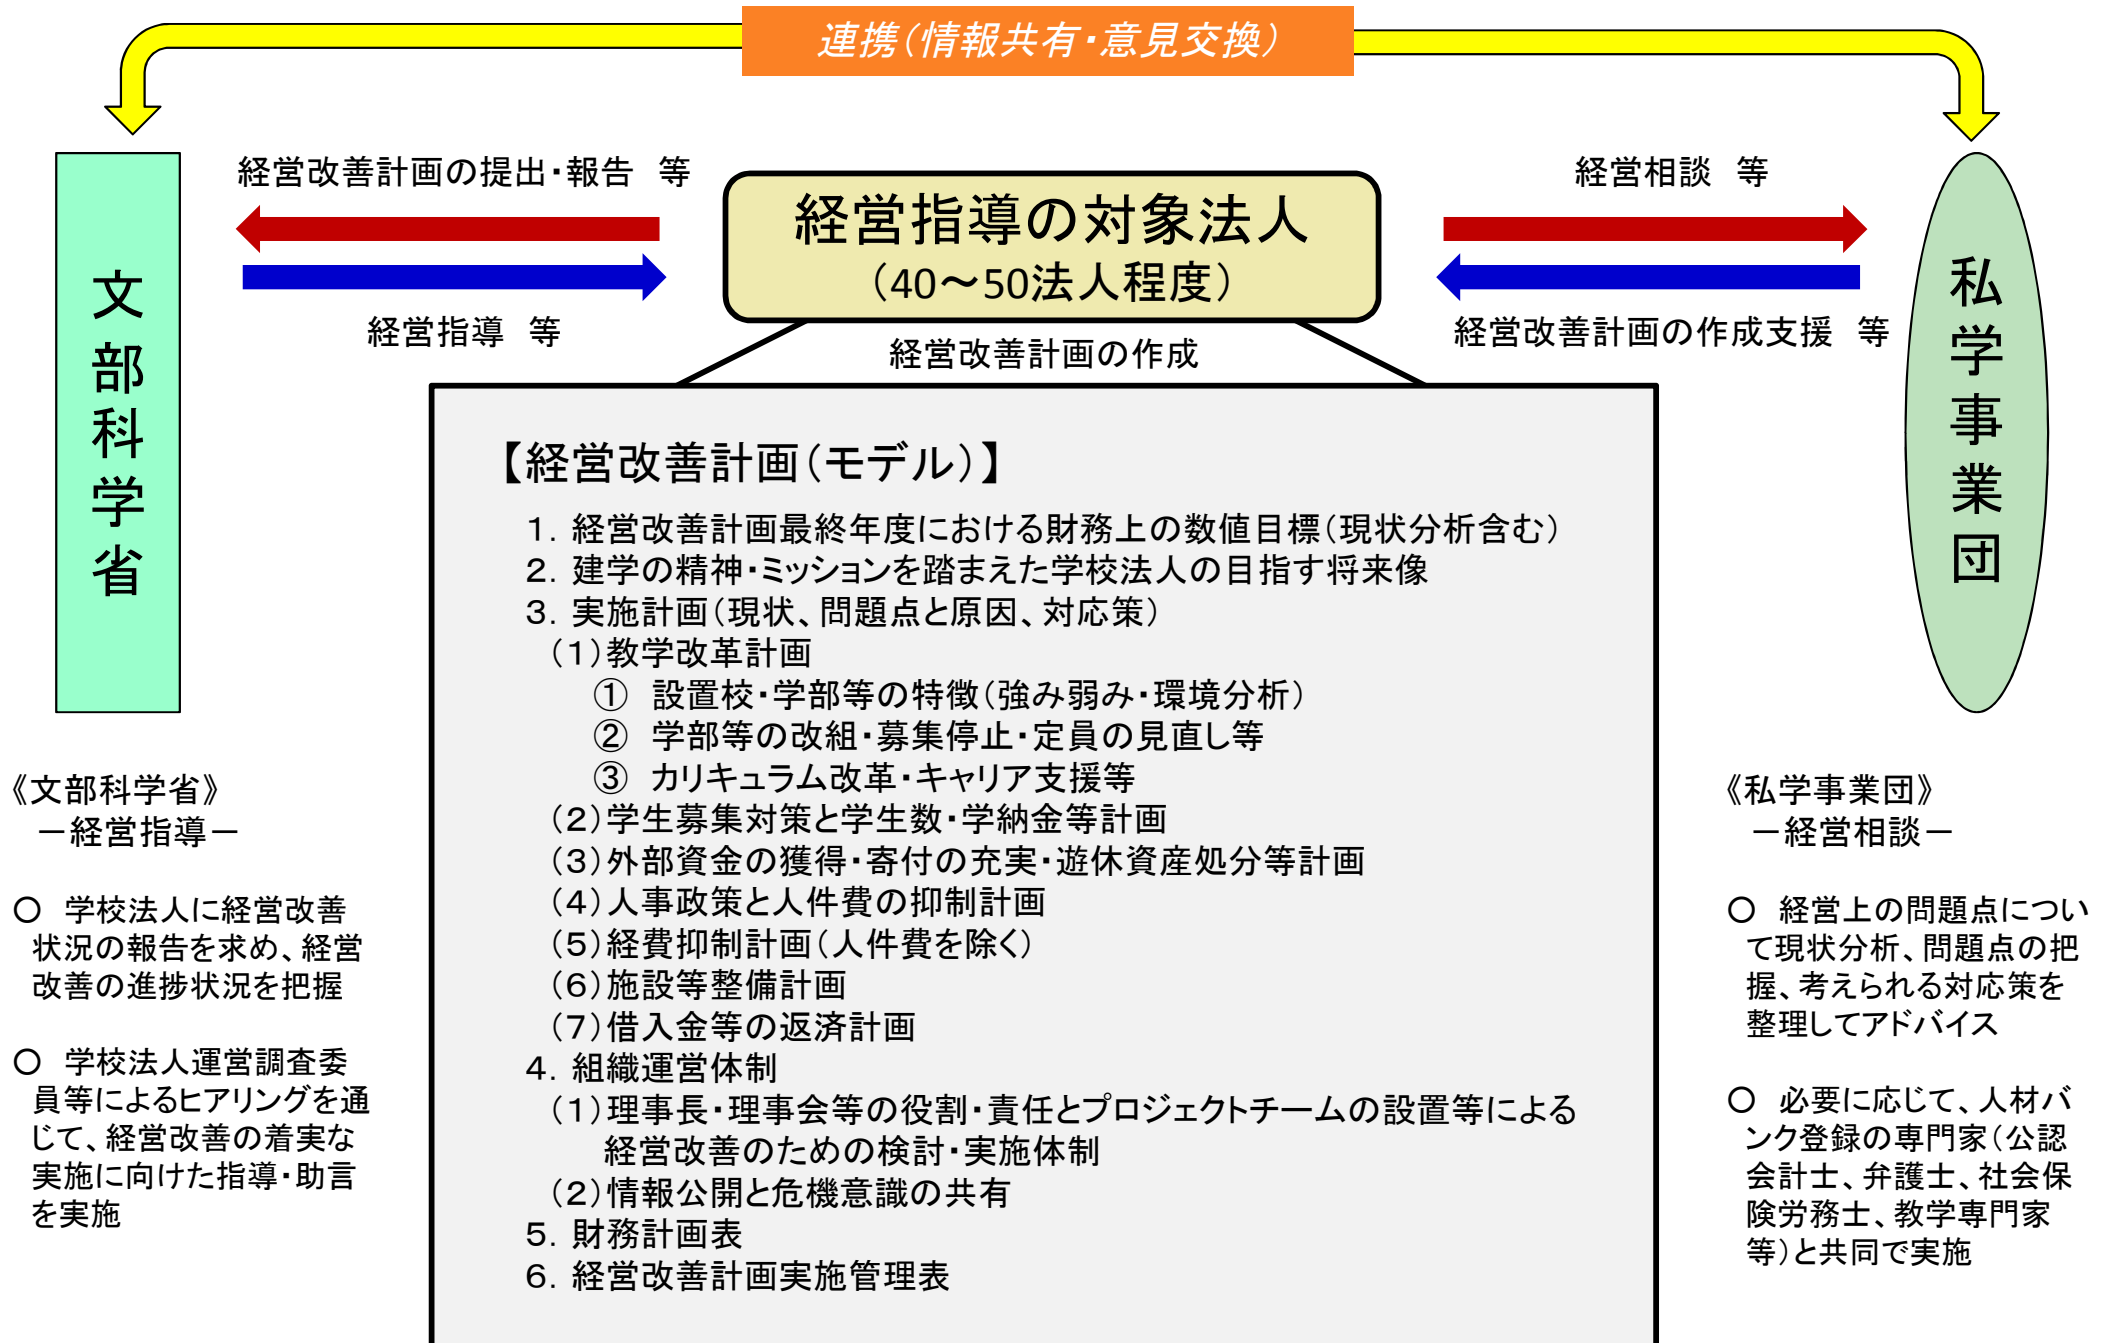 連携（情報共有・意見交換）
経営改善計画の提出・報告　等
経営指導　等
文部科学省
経営指導の対象法人
（40～50法人程度）
経営相談　等
経営改善計画の作成支援　等
私学事業団
経営改善計画の作成
【経営改善計画（モデル）】
１．経営改善計画最終年度における財務上の数値目標（現状分析含む）
２．建学の精神・ミッションを踏まえた学校法人の目指す将来像
３．実施計画（現状、問題点と原因、対応策）
（１）教学改革計画
①　設置校・学部等の特徴（強み弱み・環境分析）
②　学部等の改組・募集停止・定員の見直し等
③　カリキュラム改革・キャリア支援等
（２）学生募集対策と学生数・学納金等計画
（３）外部資金の獲得・寄付の充実・遊休資産処分等計画
（４）人事政策と人件費の抑制計画
（５）経費抑制計画（人件費を除く）
（６）施設等整備計画
（７）借入金等の返済計画
４．組織運営体制
（１）理事長・理事会等の役割・責任とプロジェクトチームの設置等による
経営改善のための検討・実施体制
（２）情報公開と危機意識の共有
５．財務計画表
６．経営改善計画実施管理表
《文部科学省》
－経営指導－
○　学校法人に経営改善
状況の報告を求め、経営
改善の進捗状況を把握
○　学校法人運営調査委
員等によるヒアリングを通
じて、経営改善の着実な
実施に向けた指導・助言
を実施
《私学事業団》
－経営相談－
○　経営上の問題点につい
て現状分析、問題点の把
握、考えられる対応策を
整理してアドバイス
○　必要に応じて、人材バ
ンク登録の専門家（公認
会計士、弁護士、社会保
険労務士、教学専門家
等）と共同で実施